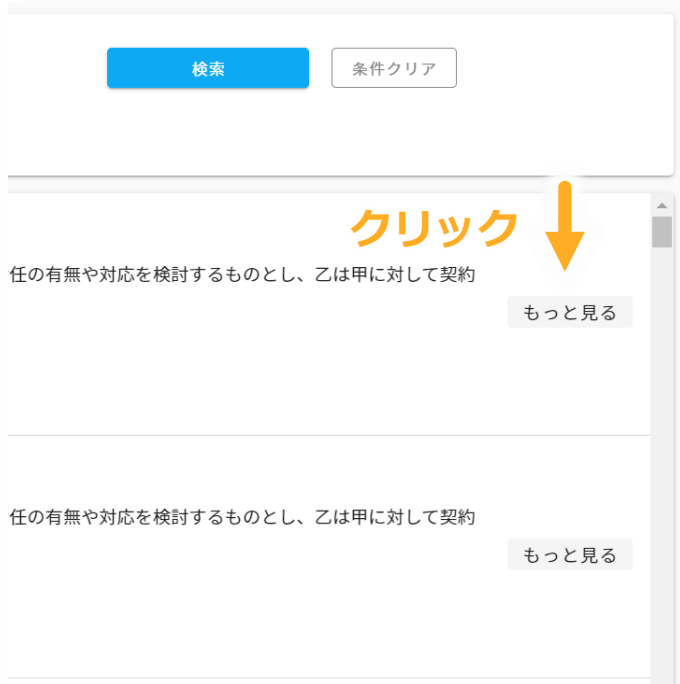 検索 条件クリア
クリック
任の有無や対応を検討するものとし、乙は甲に対して契約
もっと見る
任の有無や対応を検討するものとし、乙は甲に対して契約
もっと見る